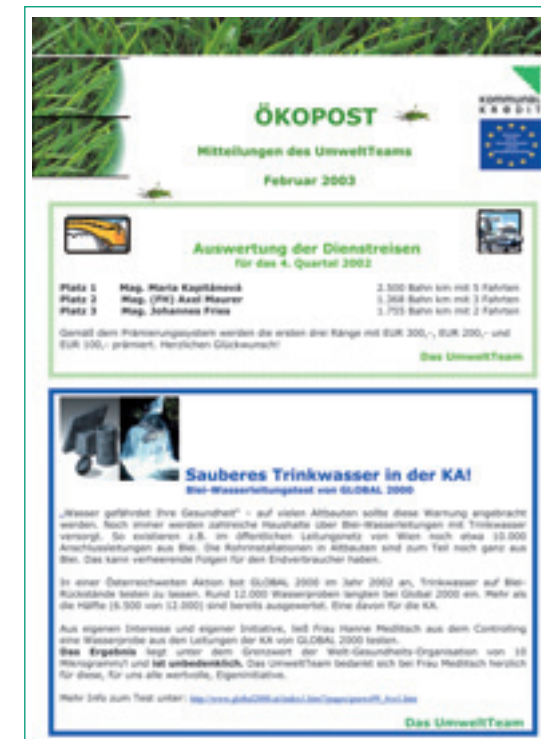 ÖKOPOST
kommunal
KREDIT
Mitteilungen des UmweltTeams
Februar 2003
Auswertung der Dienstreisen
für das 4. Quartal 2002
Platz 1 Mag. Maria Kapitánová 2.500 Bahn km mit 5 Fahrten
Platz 2 Mag. (FH) Axel Maurer 1.368 Bahn km mit 3 Fahrten
Platz 3 Mag. Johannes Fries 1.755 Bahn km mit 2 Fahrten
Gemäß dem Prämierungssystem werden die ersten drei Ränge mit EUR 300,-, EUR 200,- und
EUR 100,- prämiert. Herzlichen Glückwunsch!
Das UmweltTeam
Sauberes Trinkwasser in der KA!
Blei-Wasserleitungstest von GLOBAL 2000
„Wasser gefährdet Ihre Gesundheit" - auf vielen Altbauten sollte diese Warnung angebracht
werden. Noch immer werden zahlreiche Haushalte über Blei-Wasserleitungen mit Trinkwasser
versorgt. So existieren z.B. im öffentlichen Leitungsnetz von Wien noch etwa 10.000
Anschlussleitungen aus Blei. Die Rohrinstallationen in Altbauten sind zum Teil noch ganz aus
Blei. Das kann verheerende Folgen für den Endverbraucher haben.
In einer Österreichweiten Aktion bot GLOBAL 2000 im Jahr 2002 an, Trinkwasser auf Blei-
Rückstände testen zu lassen. Rund 12.000 Wasserproben langten bei Global 2000 ein. Mehr als
die Hälfte (6.500 von 12.000) sind bereits ausgewertet. Eine davon für die KA.
Aus eigenen Interesse und eigener Initiative, ließ Frau Hanne Meditsch aus dem Controlling
eine Wasserprobe aus den Leitungen der KA von GLOBAL 2000 testen.
Das Ergebnis liegt unter dem Grenzwert der Welt-Gesundheits-Organisation von 10
Mikrogramm/l und ist unbedenklich. Das UmweltTeam bedankt sich bei Frau Meditsch herzlich
für diese, für uns alle wertvolle, Eigeninitiative.
Mehr Info zum Test unter:
Das UmweltTeam